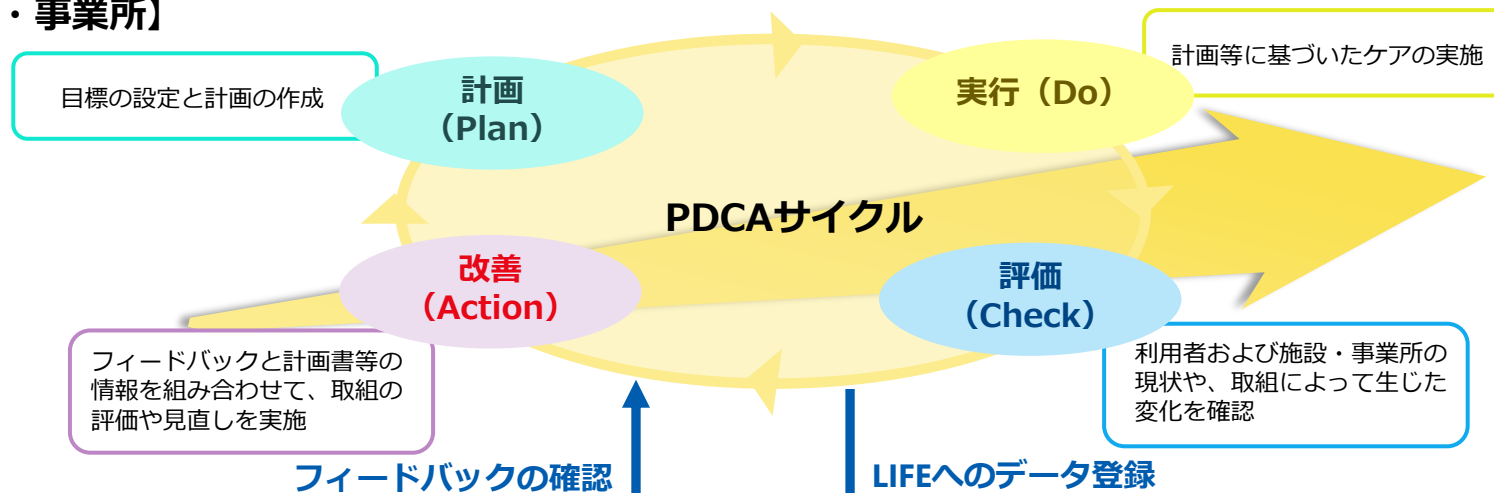 ・事業所】
目標の設定と計画の作成
計画
（Plan）
実行（Do）
計画等に基づいたケアの実施
PDCAサイクル
改善
（Action）
評価
（Check）
フィードバックと計画書等の
情報を組み合わせて、取組の
評価や見直しを実施
利用者および施設・事業所の
現状や、取組によって生じた
変化を確認
フィードバックの確認
LIFEへのデータ登録